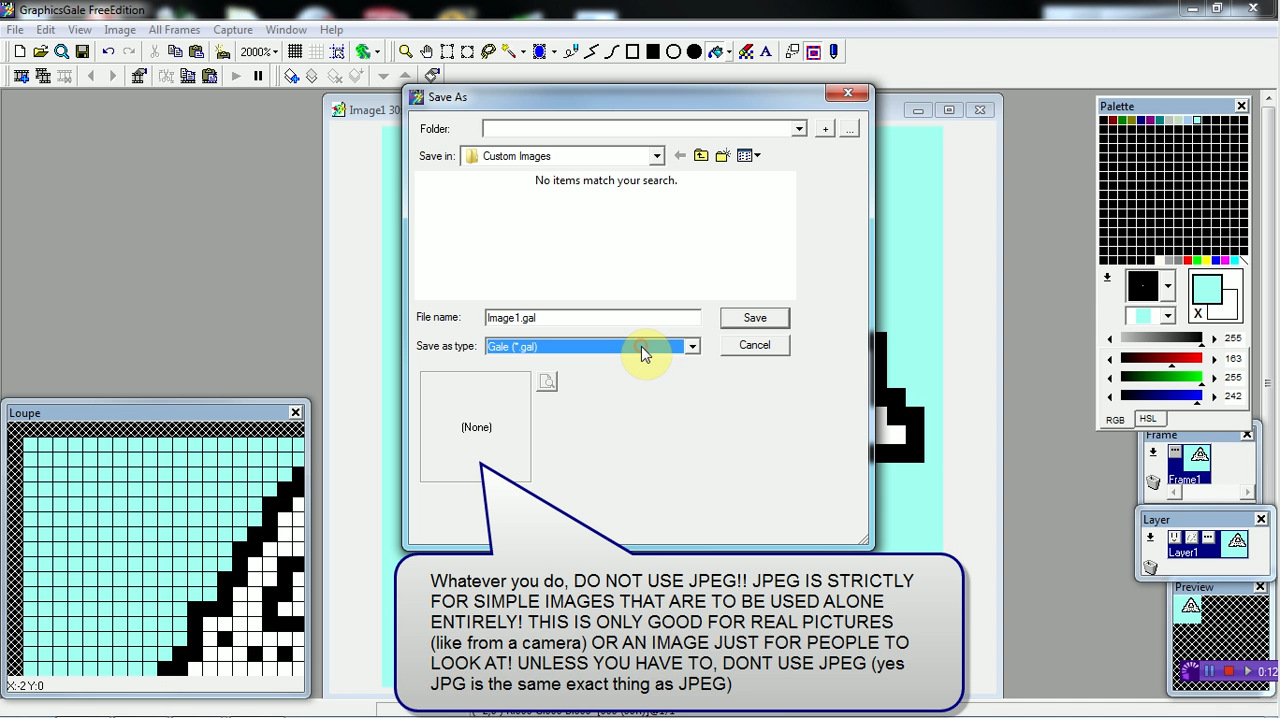 GraphicsGale FreeEdition
File Edit View Image All Frames Capture Window Help
2000%
Image1 30
Save As
Folder:
+ ...
Save in: Custom Images
No items match your search.
File name: Image1.gal Save
Save as type: Gale (*.gal) Cancel
(None)
Palette
X
255
163
255
242
RGB HSL
Frame
Frame1
Layer
Layer1
Preview
0:12
Loupe
X:-2 Y:0
Whatever you do, DO NOT USE JPEG!! JPEG IS STRICTLY
FOR SIMPLE IMAGES THAT ARE TO BE USED ALONE
ENTIRELY! THIS IS ONLY GOOD FOR REAL PICTURES
(like from a camera) OR AN IMAGE JUST FOR PEOPLE TO
LOOK AT! UNLESS YOU HAVE TO, DONT USE JPEG (yes
JPG is the same exact thing as JPEG)